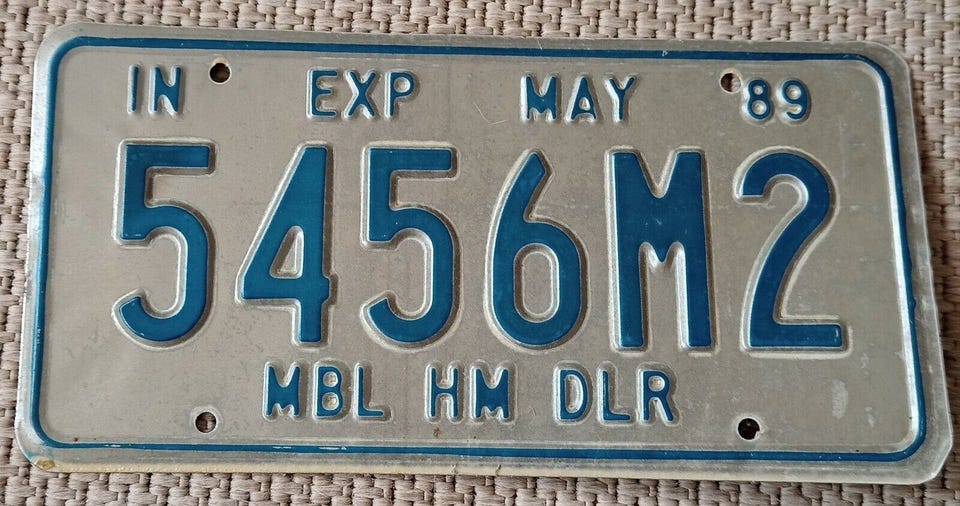 IN EXP MAY 89
5456M2
MBL HM DLR